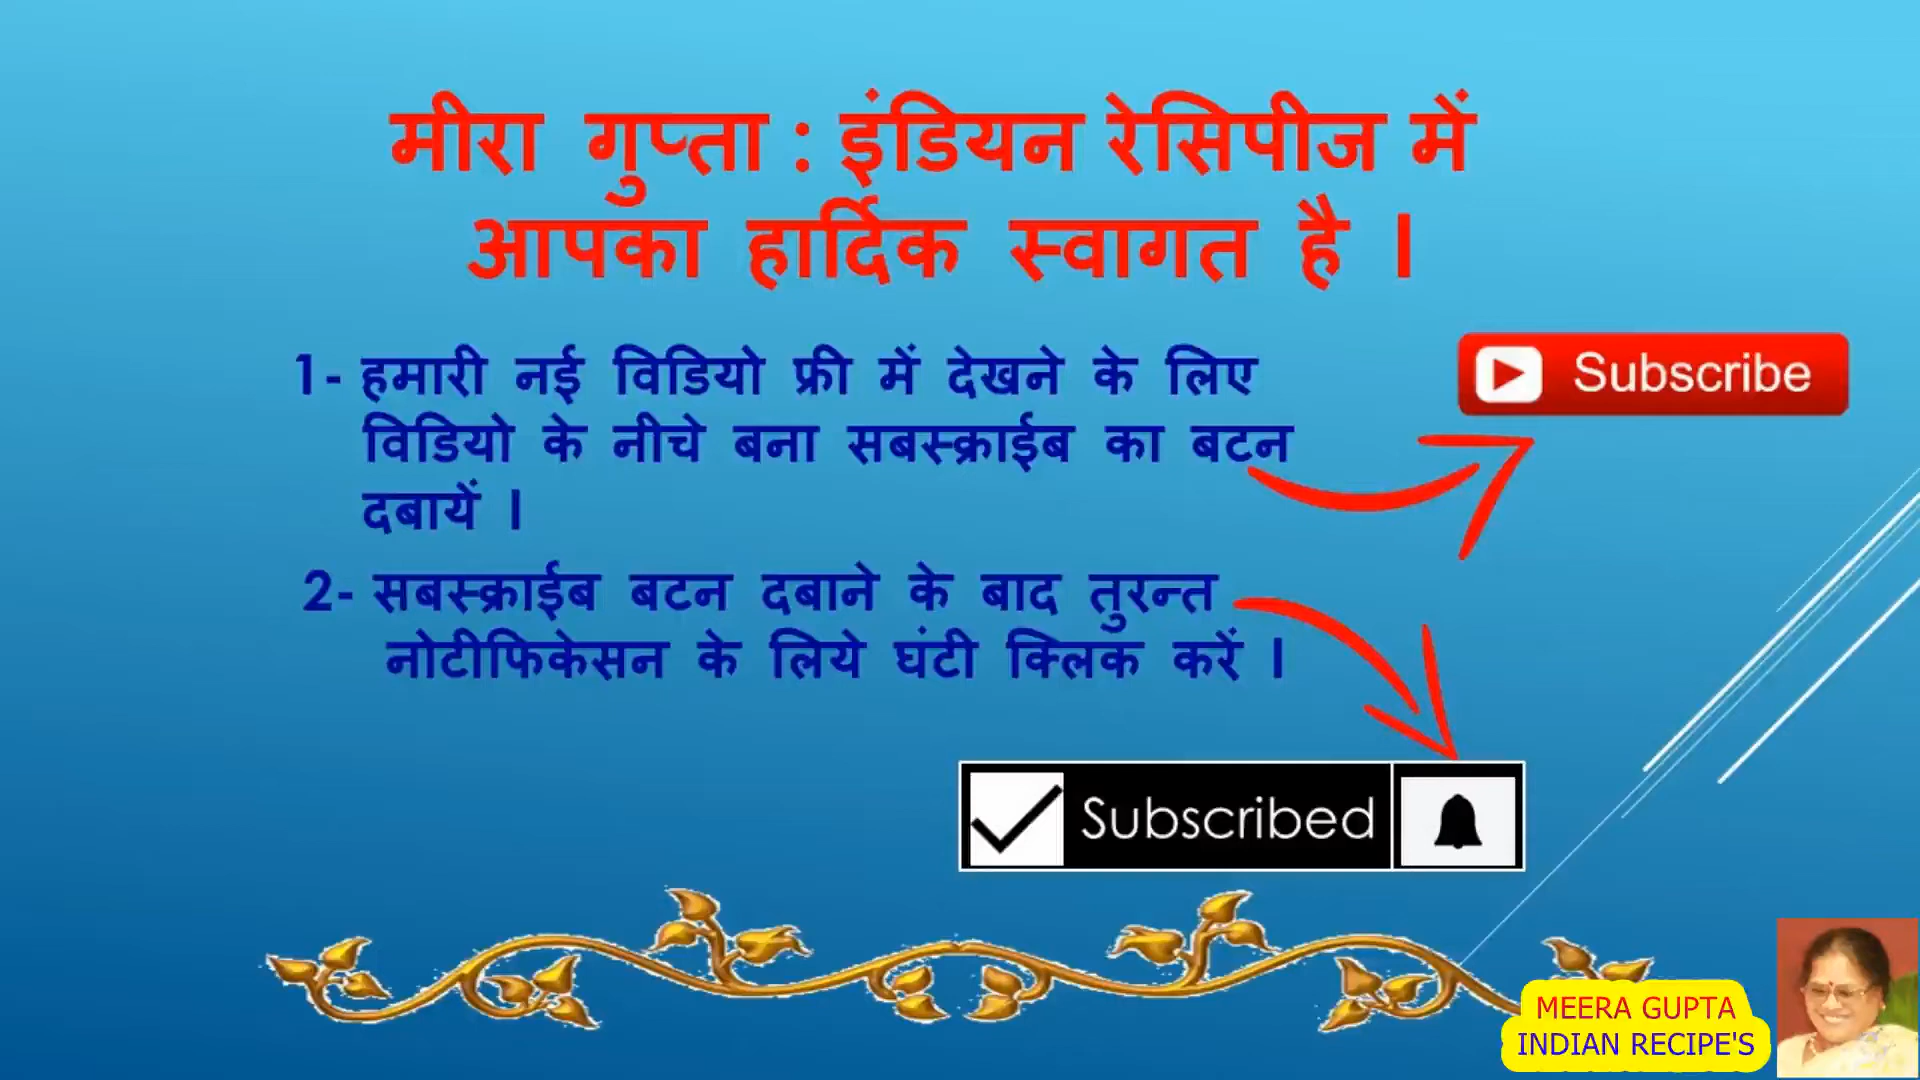 मीरा गुप्ता : इंडियन रेसिपीज में
आपका हार्दिक स्वागत है ।
1- हमारी नई विडियो फ्री में देखने के लिए
विडियो के नीचे बना सबस्क्राईब का बटन
दबायें ।
Subscribe
2- सबस्क्राईब बटन दबाने के बाद तुरन्त
नोटीफिकेसन के लिये घंटी क्लिक करें ।
Subscribed
MEERA GUPTA
INDIAN RECIPE'S